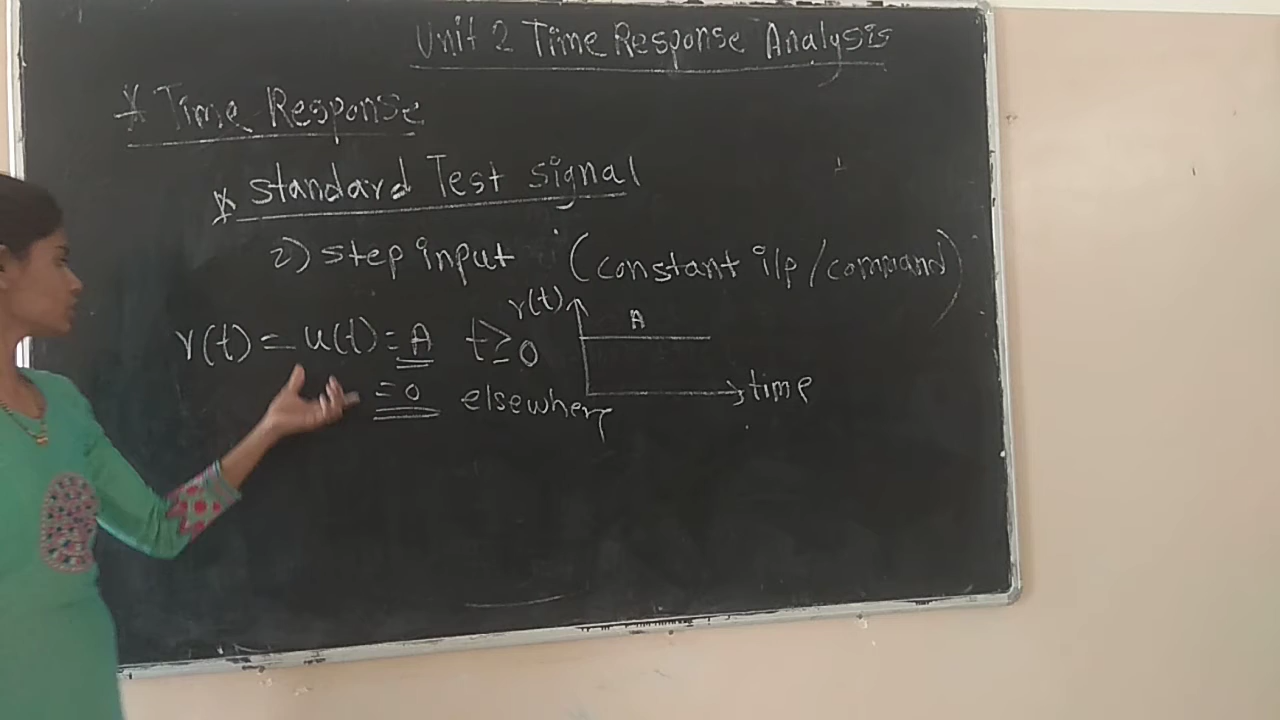 Unit 2 Time Response Analysis
* Time Response
* Standard Test signal
2) step input (constant i/p / command)
r(t) = u(t) = A t ≥ 0
= 0 elsewhere
r(t)
A
time